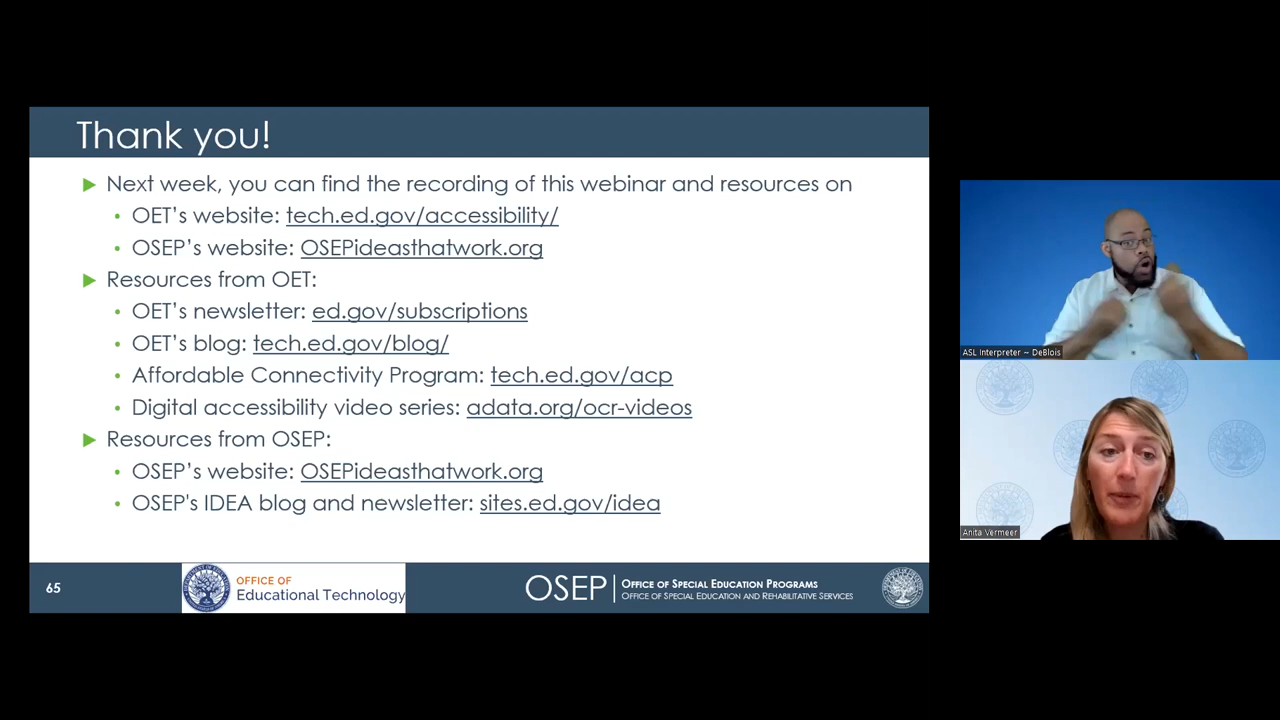 Thank you!
Next week, you can find the recording of this webinar and resources on
OET’s website: tech.ed.gov/accessibility/
OSEP’s website: OSEPideasthatwork.org
Resources from OET:
OET’s newsletter: ed.gov/subscriptions
OET’s blog: tech.ed.gov/blog/
Affordable Connectivity Program: tech.ed.gov/acp
Digital accessibility video series: adata.org/ocr-videos
Resources from OSEP:
OSEP’s website: OSEPideasthatwork.org
OSEP's IDEA blog and newsletter: sites.ed.gov/idea
65
OFFICE OF
Educational Technology
OSEP
OFFICE OF SPECIAL EDUCATION PROGRAMS
OFFICE OF SPECIAL EDUCATION AND REHABILITATIVE SERVICES
ASL Interpreter ~ DeBlois
Anita Vermeer